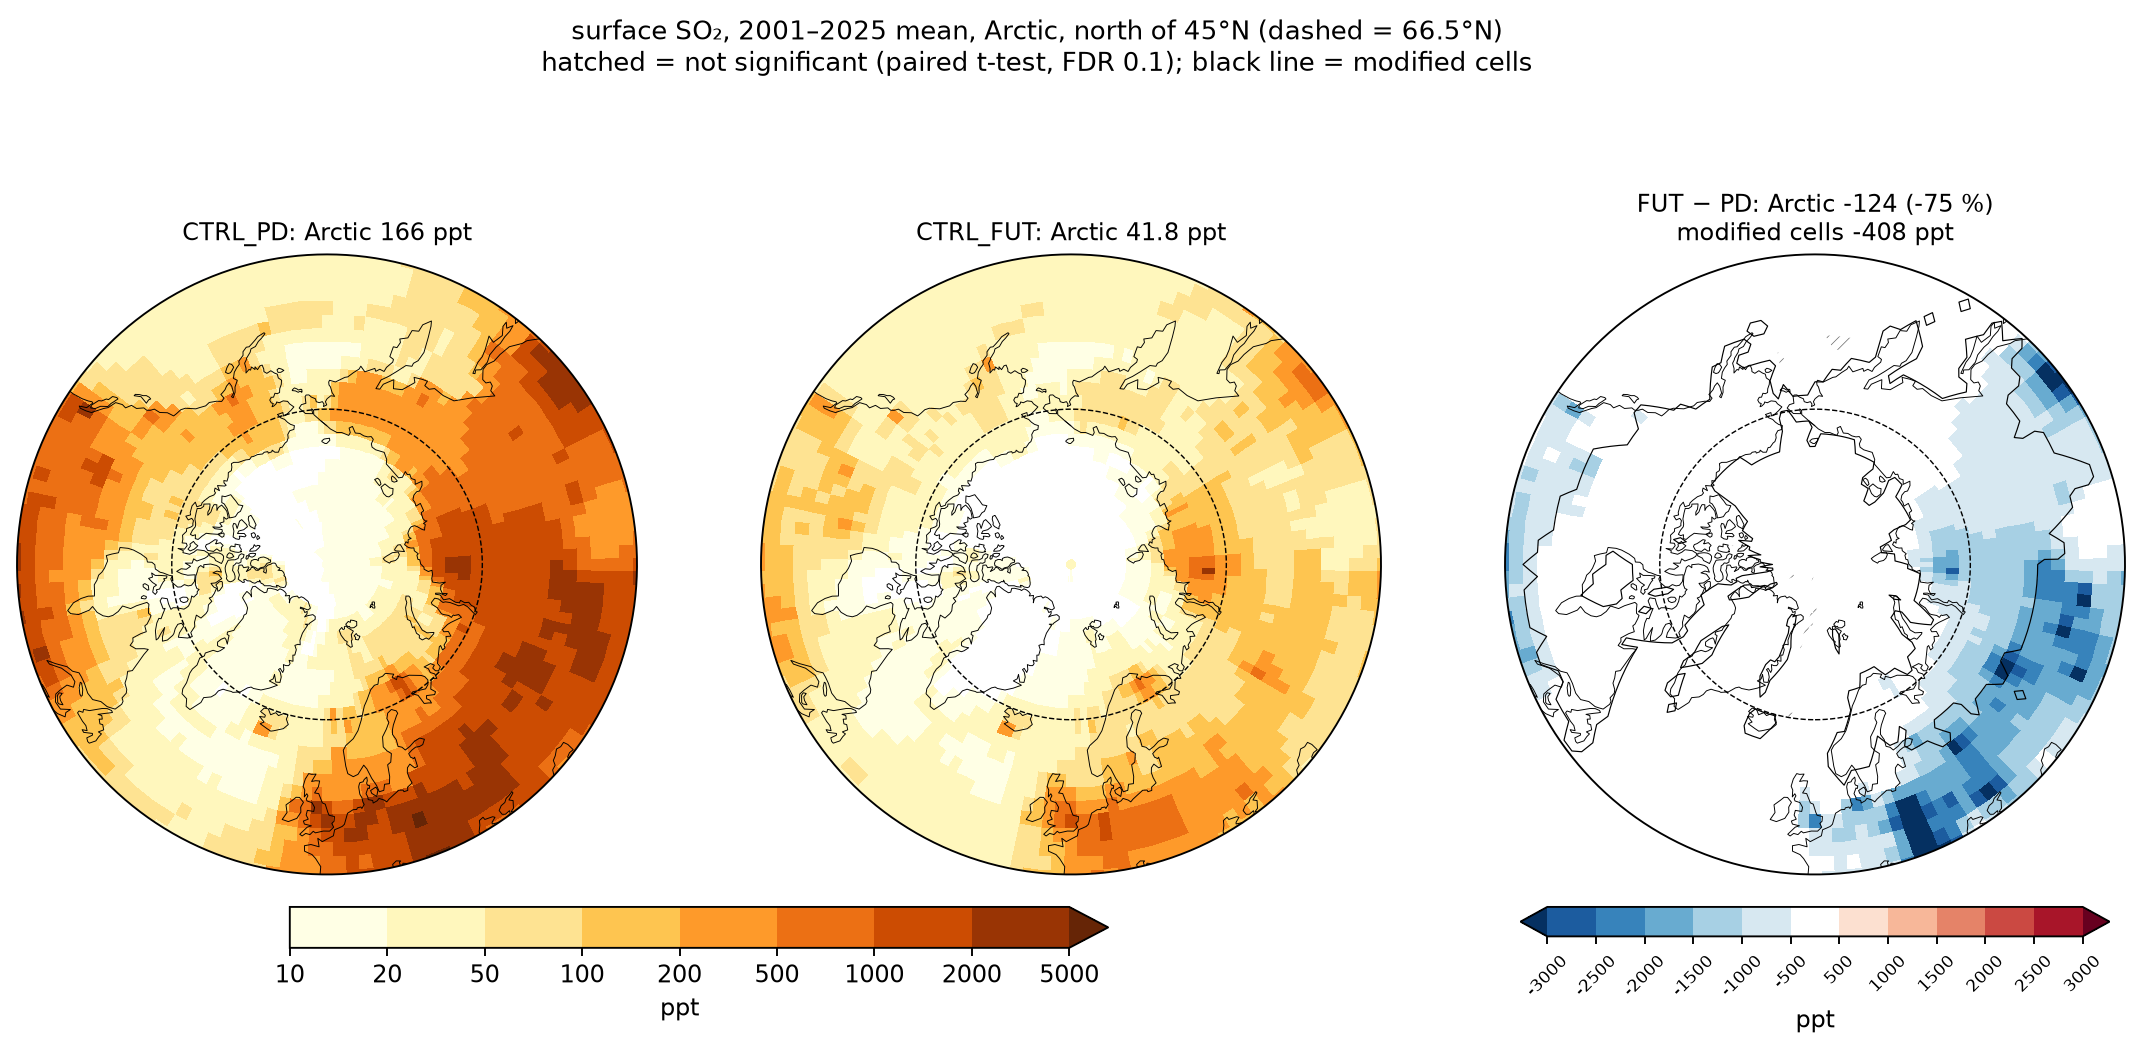 surface SO₂, 2001–2025 mean, Arctic, north of 45°N (dashed = 66.5°N)
hatched = not significant (paired t-test, FDR 0.1); black line = modified cells
CTRL_PD: Arctic 166 ppt
CTRL_FUT: Arctic 41.8 ppt
FUT − PD: Arctic -124 (-75 %)
modified cells -408 ppt
10 20 50 100 200 500 1000 2000 5000
ppt
-3000 -2500 -2000 -1500 -1000 -500 500 1000 1500 2000 2500 3000
ppt